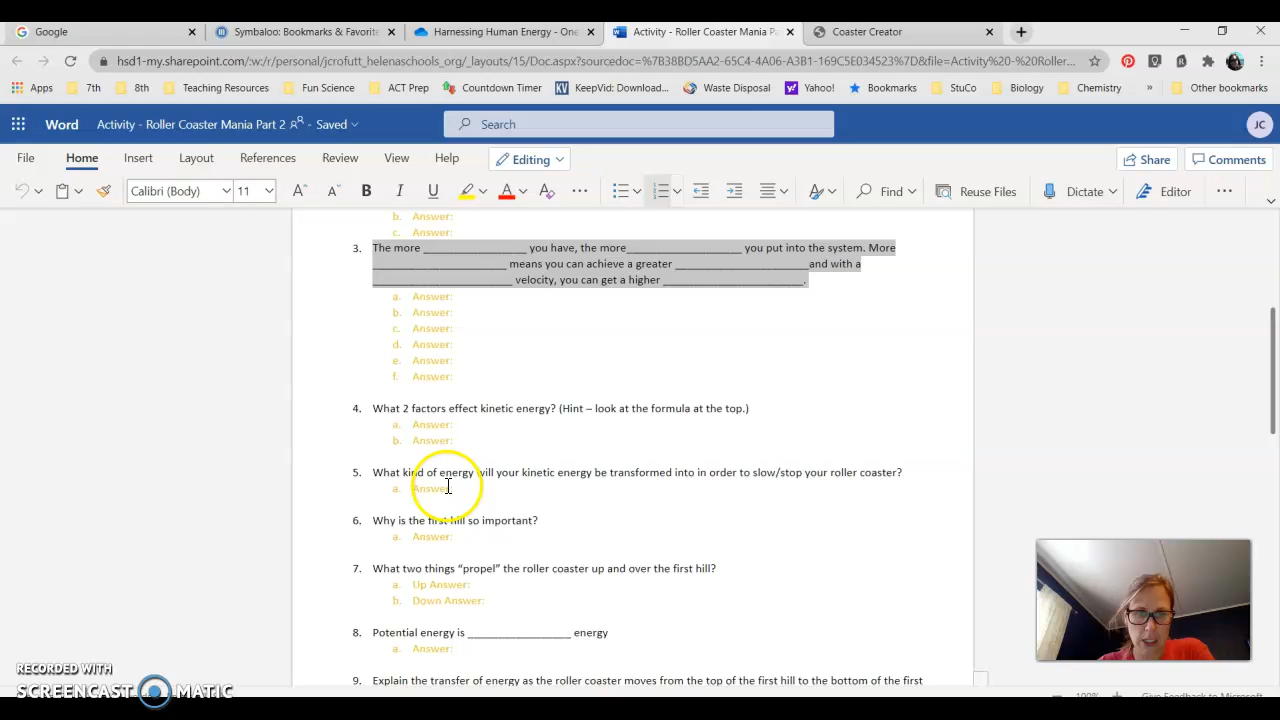 Google
Symbaloo: Bookmarks & Favorite
Harnessing Human Energy - One
Activity - Roller Coaster Mania Pa
Coaster Creator
hsd1-my.sharepoint.com/:w:/r/personal/jcrofutt_helenaschools_org/_layouts/15/Doc.aspx?sourcedoc=%7B38BD5AA2-65C4-4A06-A3B1-169C5E034523%7D&file=Activity%20-%20Roller...
Apps 7th 8th Teaching Resources Fun Science ACT Prep Countdown Timer KeepVid: Download... Waste Disposal Yahoo! Bookmarks StuCo Biology Chemistry » Other bookmarks
Word Activity - Roller Coaster Mania Part 2 - Saved Search JC
File Home Insert Layout References Review View Help Editing Share Comments
Calibri (Body) 11 A A B I U A Find Reuse Files Dictate Editor
b. Answer:
c. Answer:
3. The more __________________ you have, the more____________________ you put into the system. More
_______________________ means you can achieve a greater _______________________and with a
________________________ velocity, you can get a higher ________________________.
a. Answer:
b. Answer:
c. Answer:
d. Answer:
e. Answer:
f. Answer:
4. What 2 factors effect kinetic energy? (Hint – look at the formula at the top.)
a. Answer:
b. Answer:
5. What kind of energy will your kinetic energy be transformed into in order to slow/stop your roller coaster?
a. Answer:
6. Why is the first hill so important?
a. Answer:
7. What two things “propel” the roller coaster up and over the first hill?
a. Up Answer:
b. Down Answer:
8. Potential energy is __________________ energy
a. Answer:
9. Explain the transfer of energy as the roller coaster moves from the top of the first hill to the bottom of the first
100% Give Feedback to Microsoft
RECORDED WITH
SCREENCAST MATIC